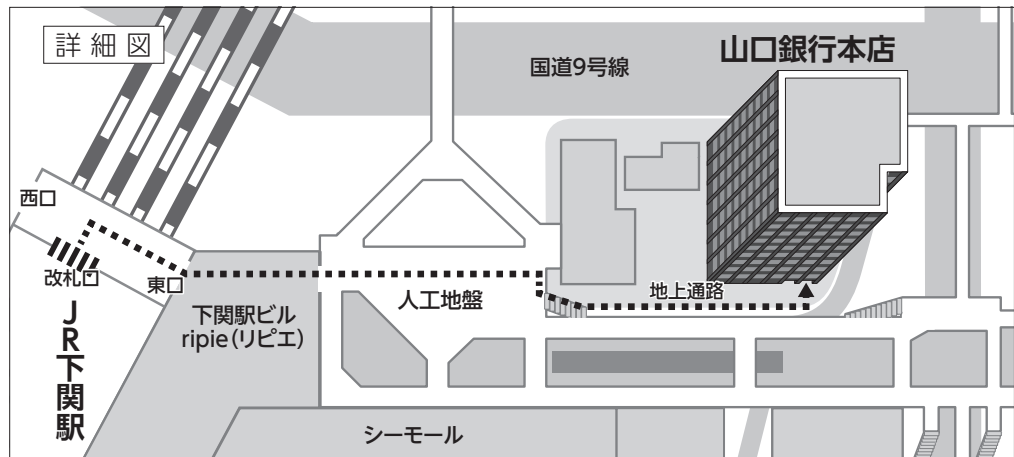 詳細図
山口銀行本店
国道9号線
西口
改札口
東口
地上通路
人工地盤
下関駅ビル
ripie（リピエ）
JR下関駅
シーモール